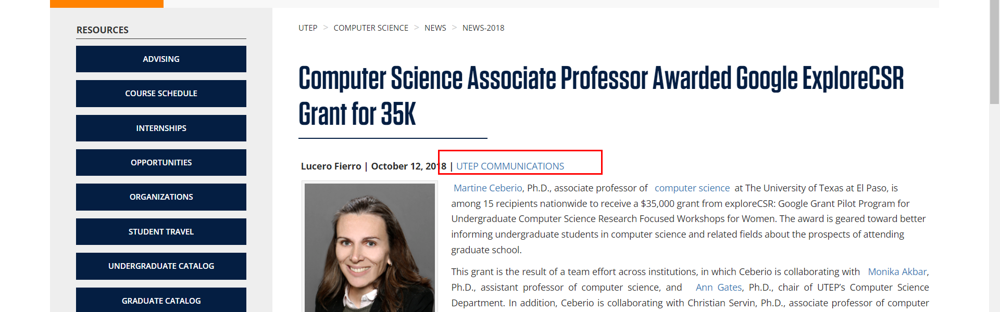 RESOURCES
ADVISING
COURSE SCHEDULE
INTERNSHIPS
OPPORTUNITIES
ORGANIZATIONS
STUDENT TRAVEL
UNDERGRADUATE CATALOG
GRADUATE CATALOG
UTEP > COMPUTER SCIENCE > NEWS > NEWS-2018
Computer Science Associate Professor Awarded Google ExploreCSR
Grant for 35K
Lucero Fierro | October 12, 2018 | UTEP COMMUNICATIONS
Martine Ceberio, Ph.D., associate professor of computer science at The University of Texas at El Paso, is
among 15 recipients nationwide to receive a $35,000 grant from exploreCSR: Google Grant Pilot Program for
Undergraduate Computer Science Research Focused Workshops for Women. The award is geared toward better
informing undergraduate students in computer science and related fields about the prospects of attending
graduate school.
This grant is the result of a team effort across institutions, in which Ceberio is collaborating with Monika Akbar,
Ph.D., assistant professor of computer science, and Ann Gates, Ph.D., chair of UTEP’s Computer Science
Department. In addition, Ceberio is collaborating with Christian Servin, Ph.D., associate professor of computer